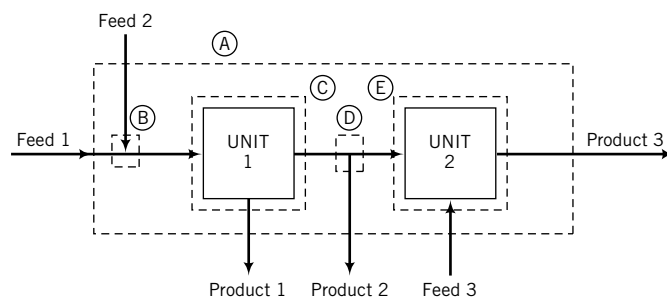 Feed 2
A
B
C
D
E
Feed 1
UNIT
1
UNIT
2
Product 3
Product 1
Product 2
Feed 3